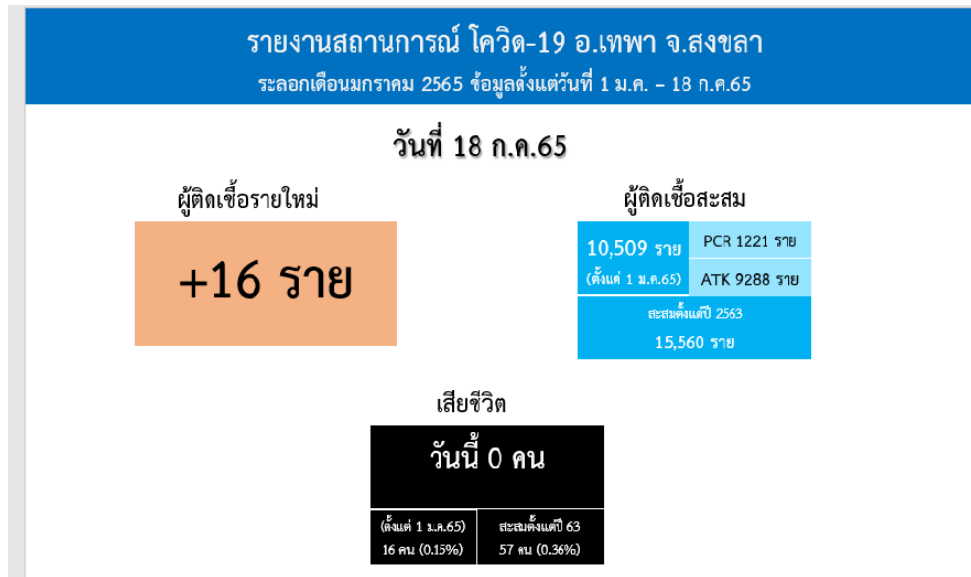 รายงานสถานการณ์ โควิด-19 อ.เทพา จ.สงขลา
ระลอกเดือนมกราคม 2565 ข้อมูลตั้งแต่วันที่ 1 ม.ค. – 18 ก.ค.65
วันที่ 18 ก.ค.65
ผู้ติดเชื้อรายใหม่
+16 ราย
ผู้ติดเชื้อสะสม
10,509 ราย
(ตั้งแต่ 1 ม.ค.65)
PCR 1221 ราย
ATK 9288 ราย
สะสมตั้งแต่ปี 2563
15,560 ราย
เสียชีวิต
วันนี้ 0 คน
(ตั้งแต่ 1 ม.ค.65)
16 คน (0.15%)
สะสมตั้งแต่ปี 63
57 คน (0.36%)